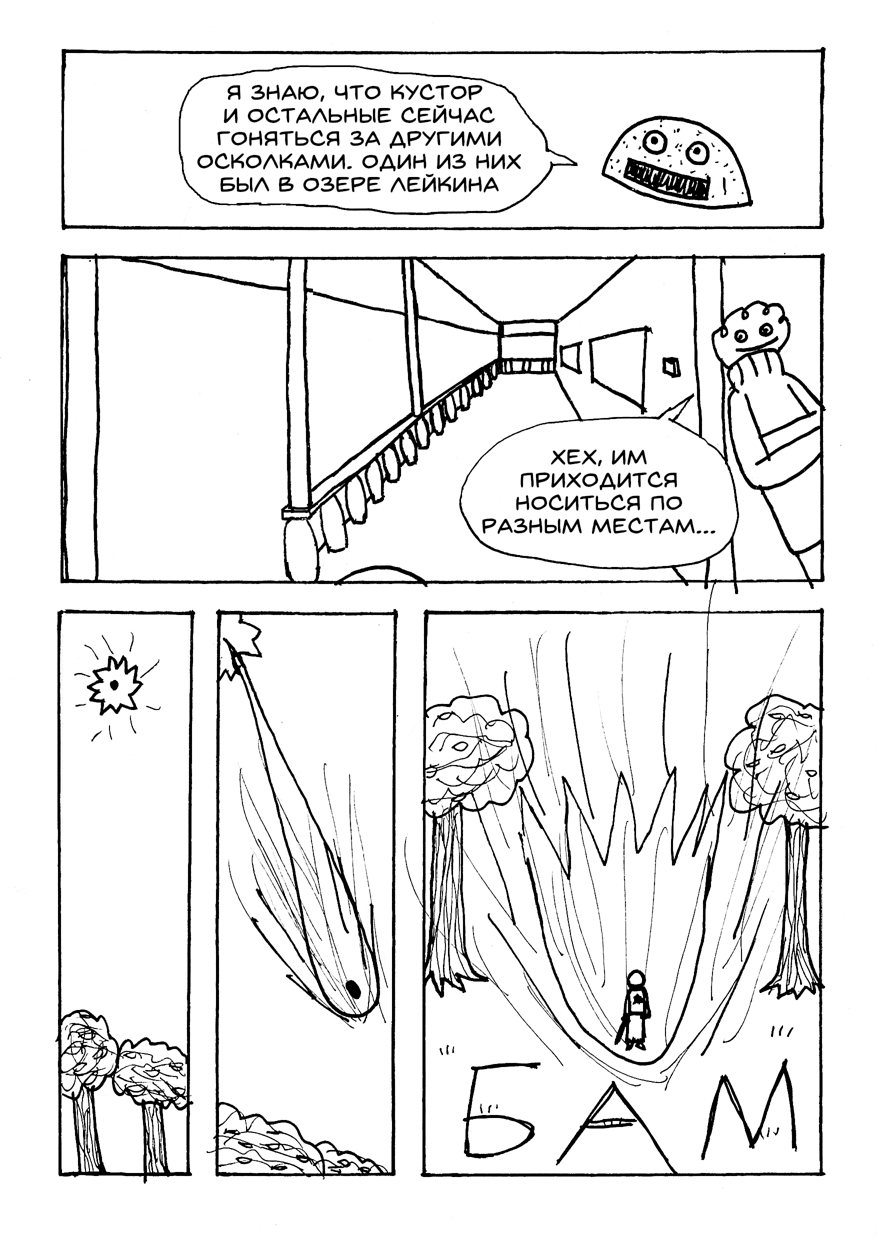 Я ЗНАЮ, ЧТО КУСТОР
И ОСТАЛЬНЫЕ СЕЙЧАС
ГОНЯТЬСЯ ЗА ДРУГИМИ
ОСКОЛКАМИ. ОДИН ИЗ НИХ
БЫЛ В ОЗЕРЕ ЛЕЙКИНА
ХЕХ, ИМ
ПРИХОДИТСЯ
НОСИТЬСЯ ПО
РАЗНЫМ МЕСТАМ...
БАМ